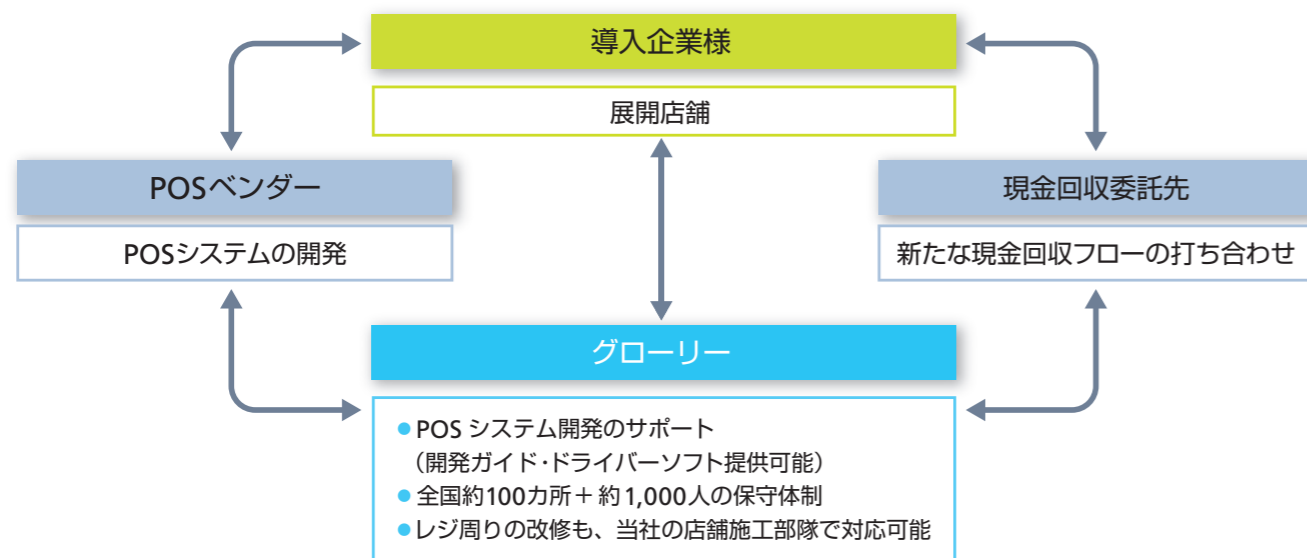 導入企業様
展開店舗
POSベンダー
POSシステムの開発
現金回収委託先
新たな現金回収フローの打ち合わせ
グローリー
●POS システム開発のサポート
（開発ガイド・ドライバーソフト提供可能）
●全国約100カ所＋約1,000人の保守体制
●レジ周りの改修も、当社の店舗施工部隊で対応可能